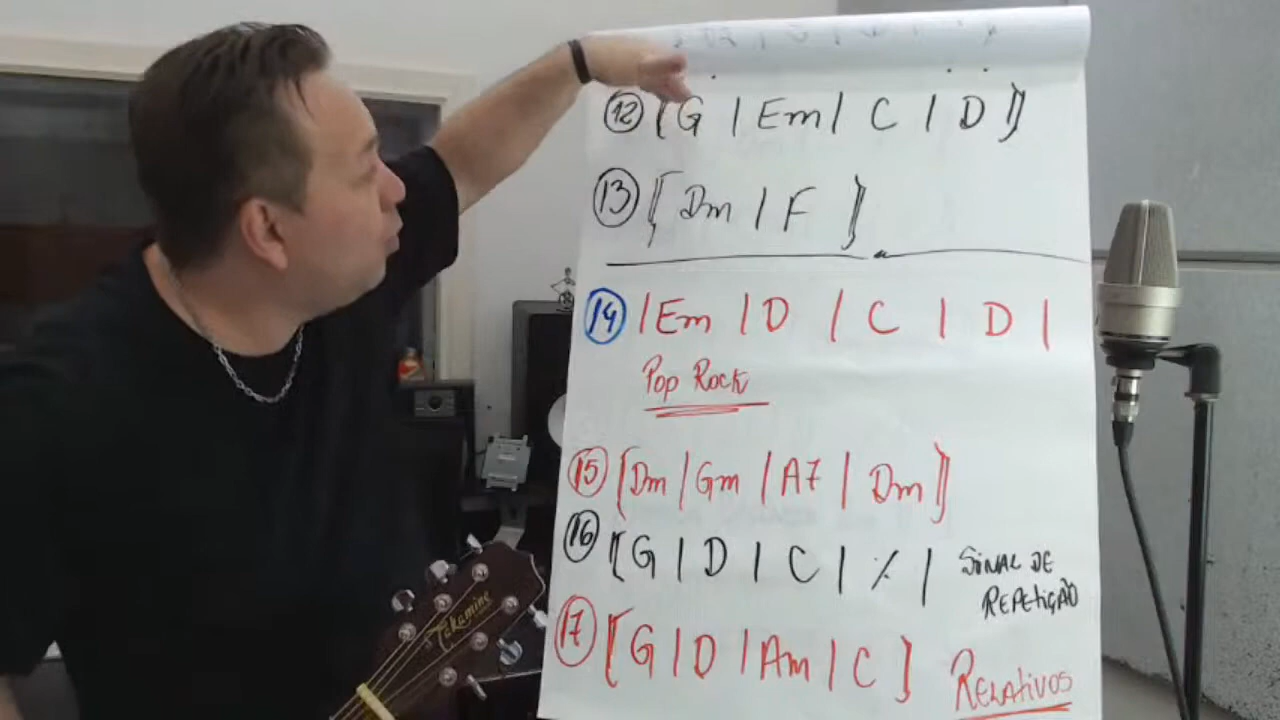 12 [G | Em | C | D]
13 [Dm | F]
14 | Em | D | C | D |
Pop Rock
15 [Dm | Gm | A7 | Dm]
16 [G | D | C | ٪ | SINAL DE
REPETIÇÃO
17 [G | D | Am | C] RELATIVOS
Takamine